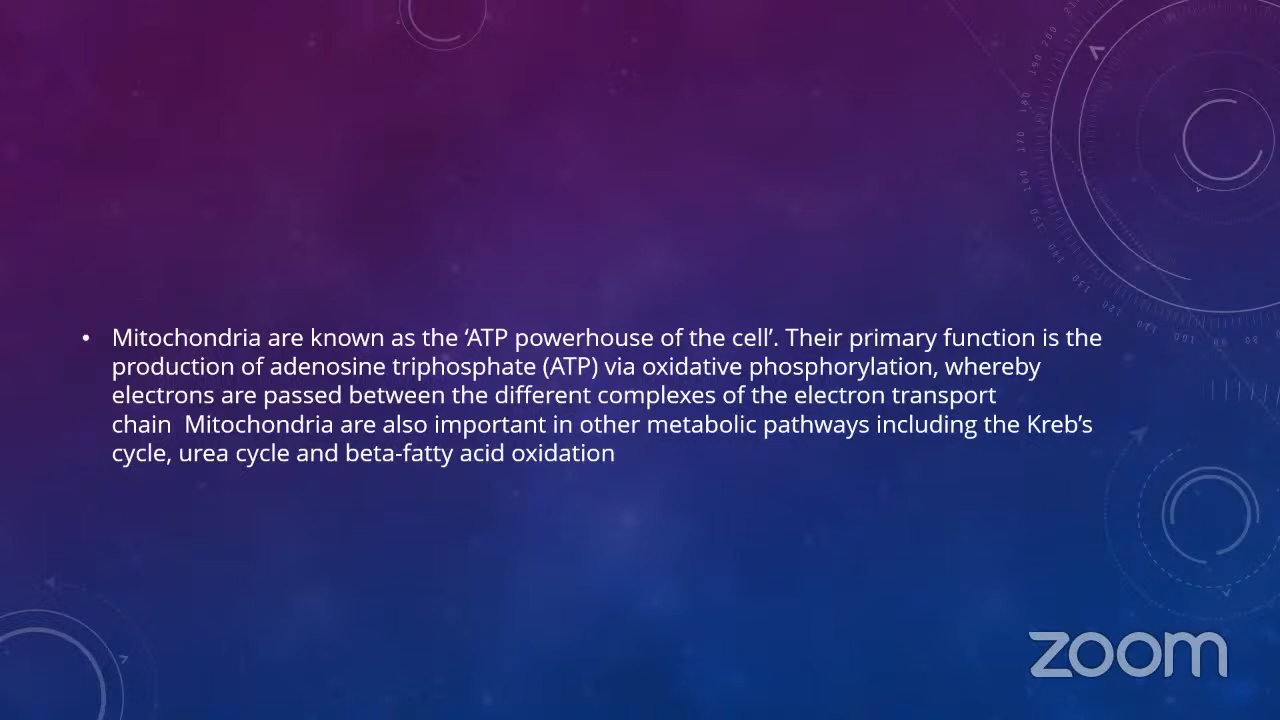 • Mitochondria are known as the ‘ATP powerhouse of the cell’. Their primary function is the
production of adenosine triphosphate (ATP) via oxidative phosphorylation, whereby
electrons are passed between the different complexes of the electron transport
chain  Mitochondria are also important in other metabolic pathways including the Kreb’s
cycle, urea cycle and beta-fatty acid oxidation
zoom